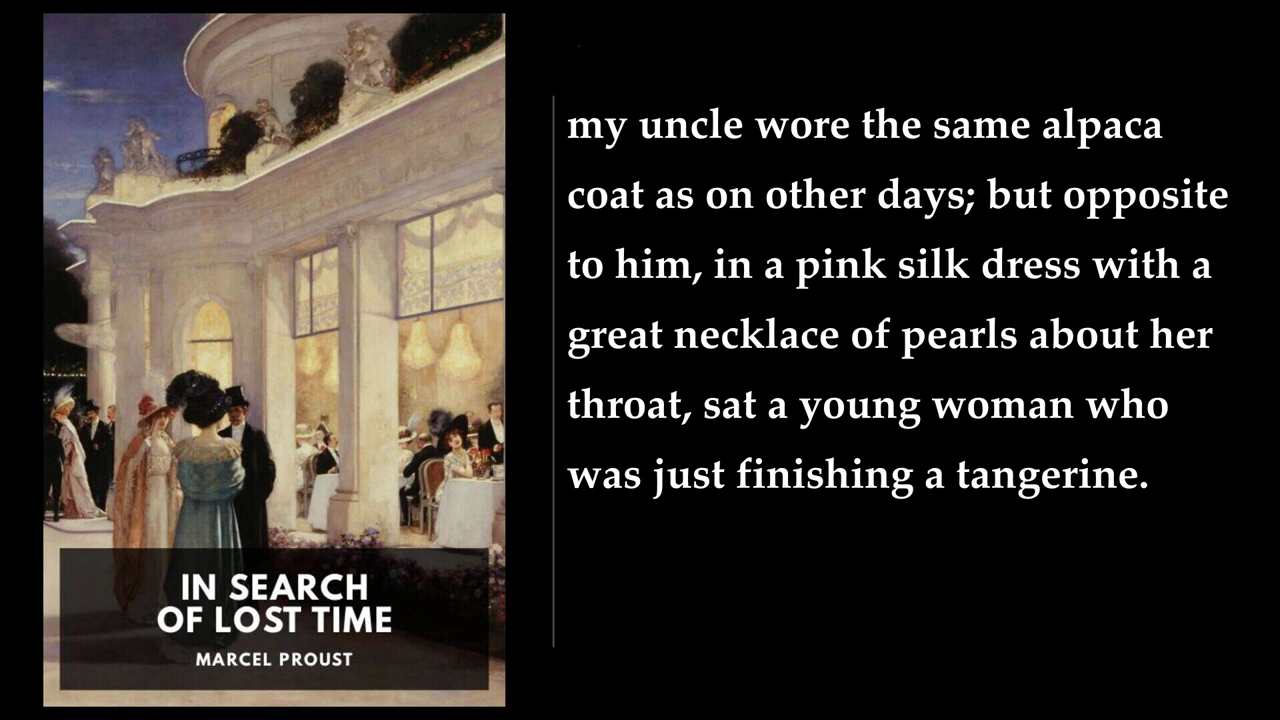 my uncle wore the same alpaca
coat as on other days; but opposite
to him, in a pink silk dress with a
great necklace of pearls about her
throat, sat a young woman who
was just finishing a tangerine.
IN SEARCH
OF LOST TIME
MARCEL PROUST